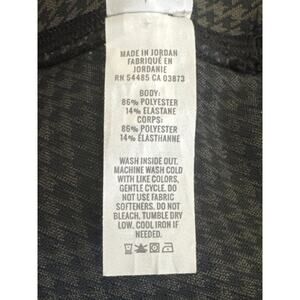 MADE IN JORDAN
FABRIQUÉ EN
JORDANIE
RN 54485 CA 03873
BODY:
86% POLYESTER
14% ELASTANE
CORPS:
86% POLYESTER
14% ÉLASTHANNE
WASH INSIDE OUT.
MACHINE WASH COLD
WITH LIKE COLORS,
GENTLE CYCLE. DO
NOT USE FABRIC
SOFTENERS. DO NOT
BLEACH, TUMBLE DRY
LOW, COOL IRON IF
NEEDED.